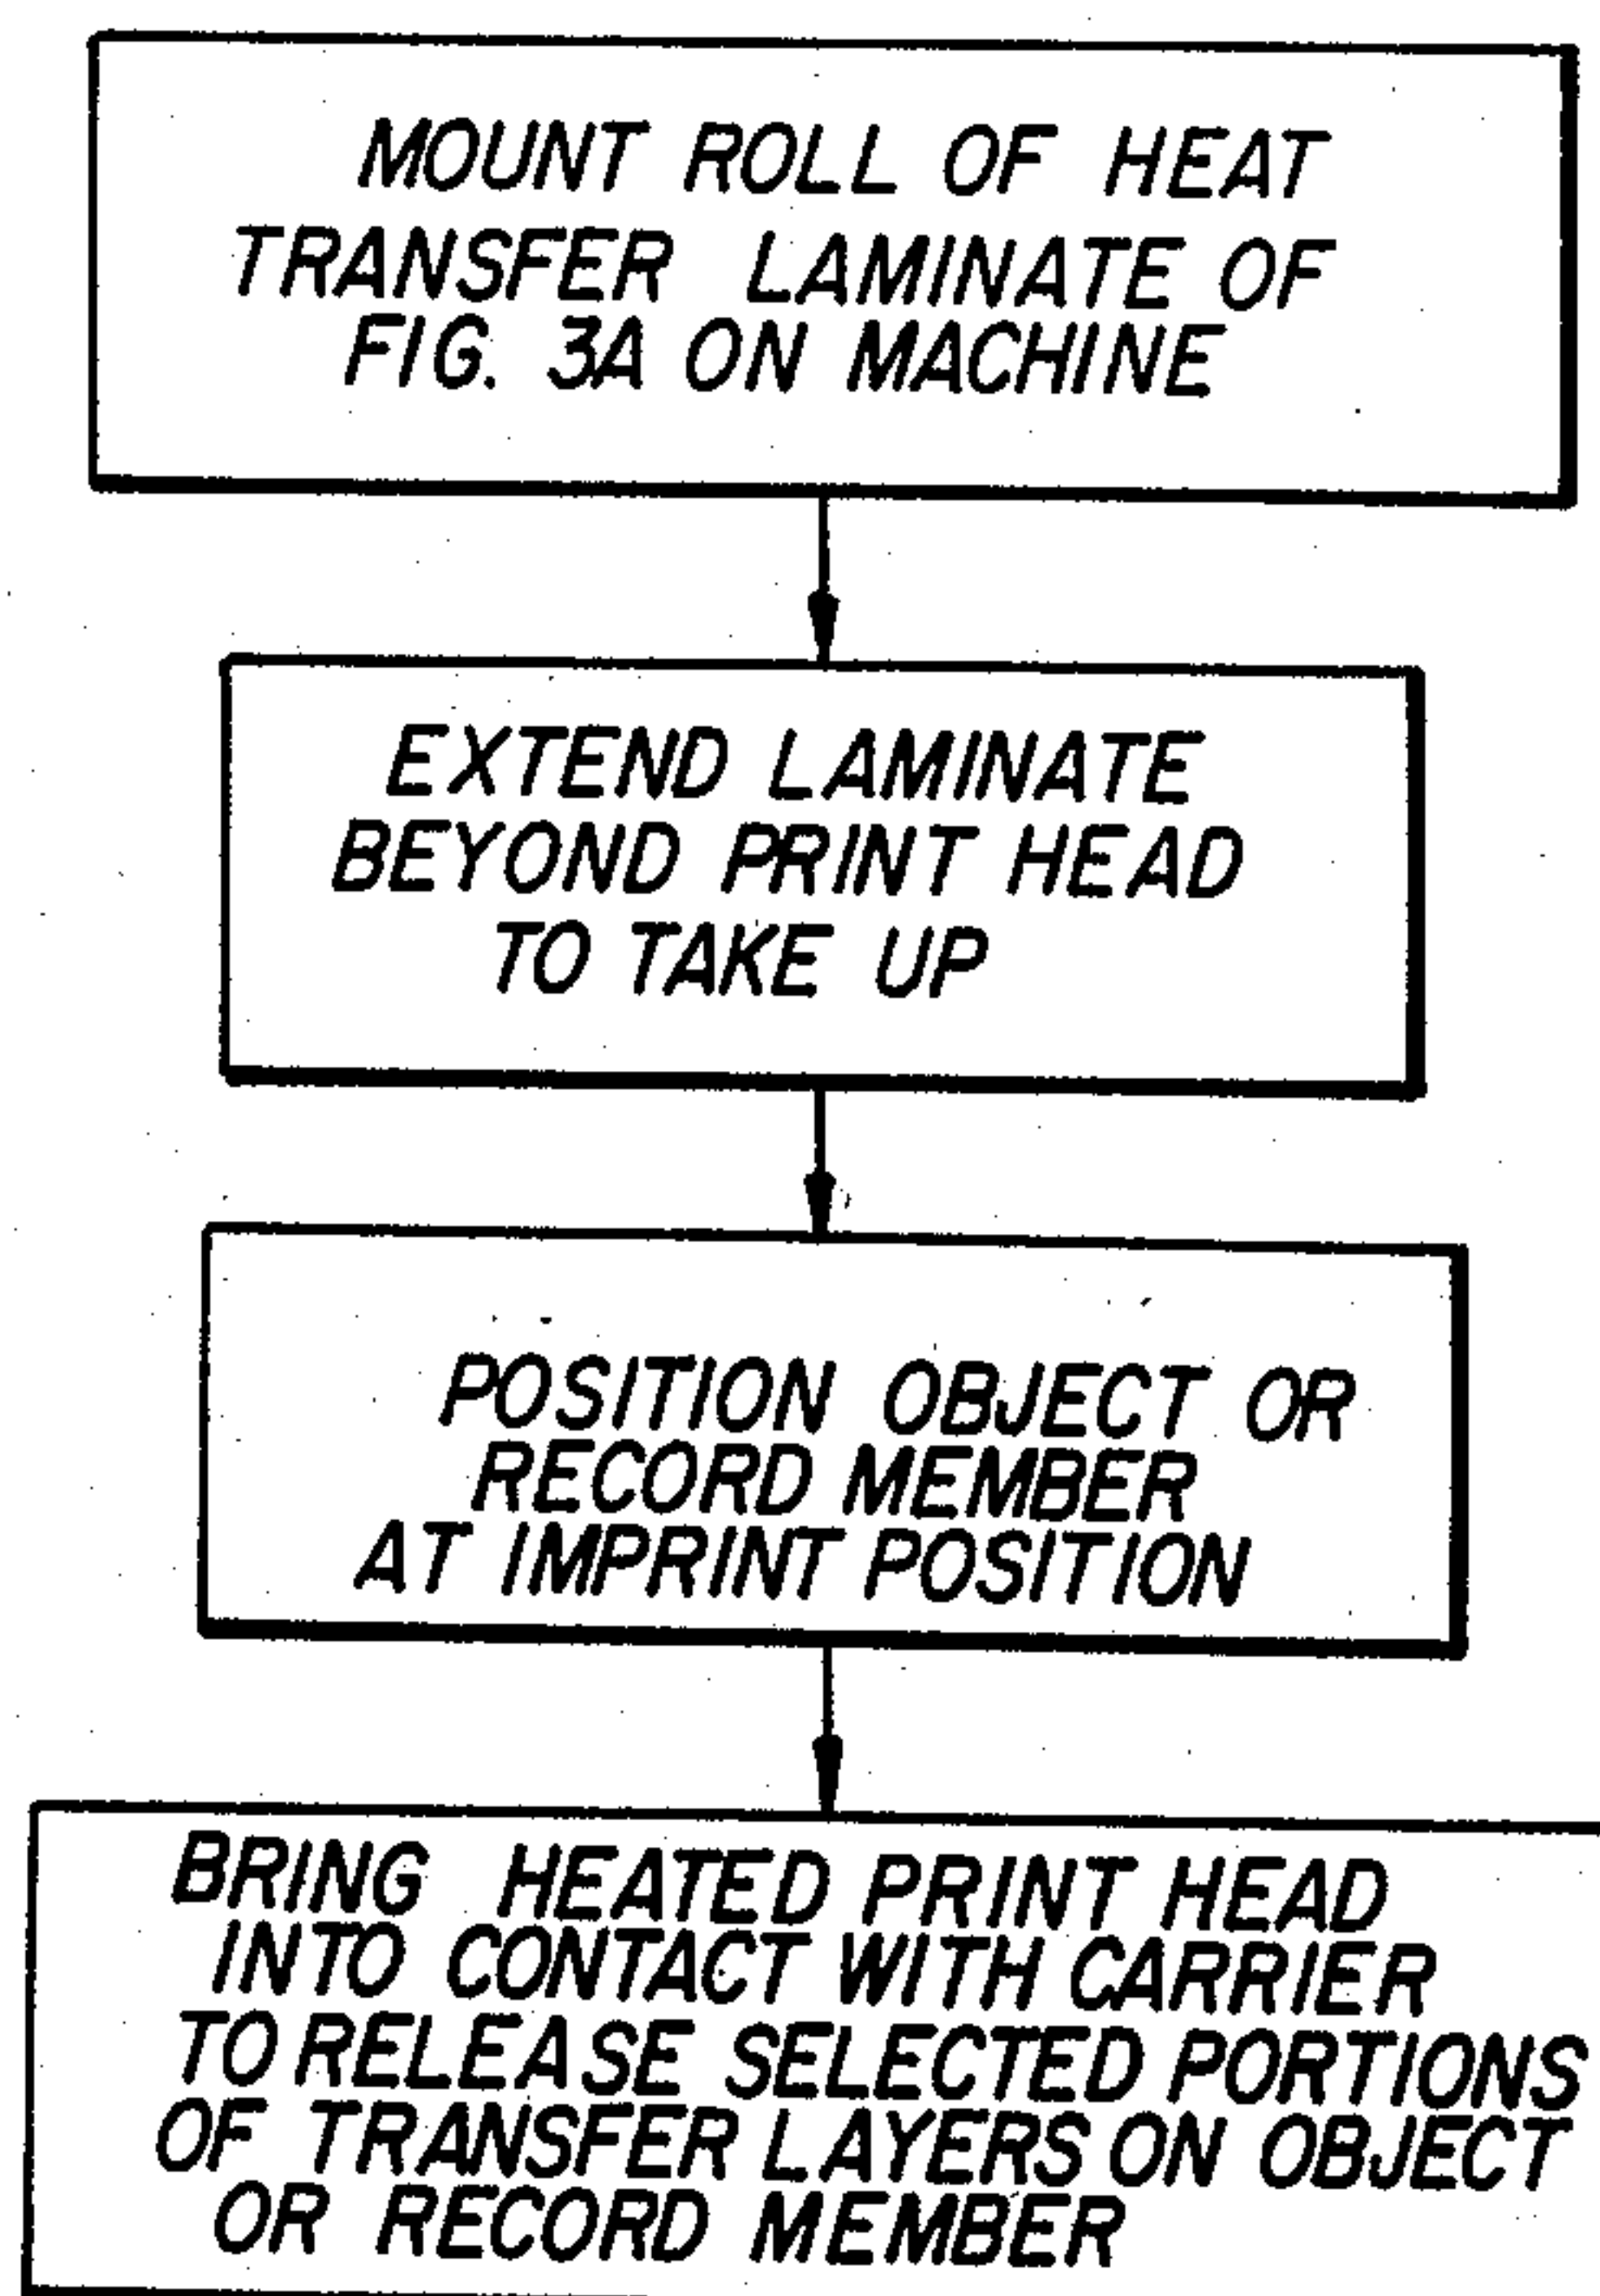 MOUNT ROLL OF HEAT
TRANSFER LAMINATE OF
FIG. 3A ON MACHINE
EXTEND LAMINATE
BEYOND PRINT HEAD
TO TAKE UP
POSITION OBJECT OR
RECORD MEMBER
AT IMPRINT POSITION
BRING HEATED PRINT HEAD
INTO CONTACT WITH CARRIER
TO RELEASE SELECTED PORTIONS
OF TRANSFER LAYERS ON OBJECT
OR RECORD MEMBER